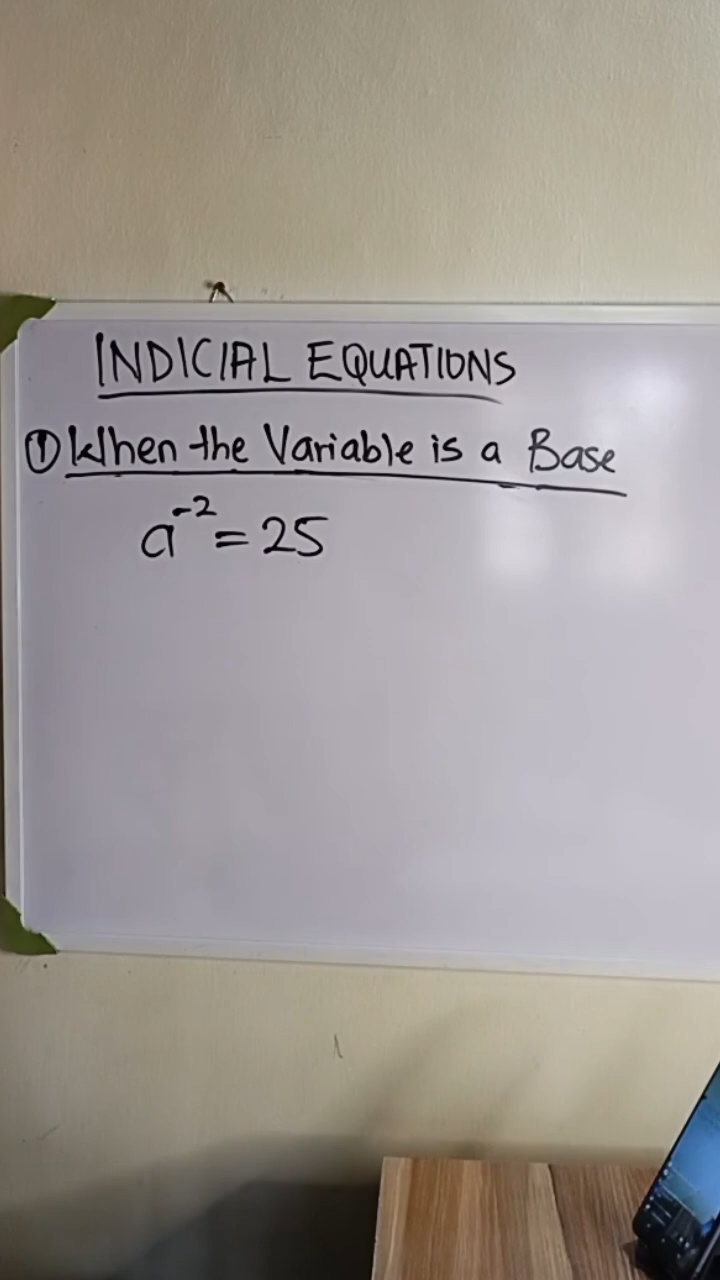 INDICIAL EQUATIONS
① When the Variable is a Base
a⁻² = 25